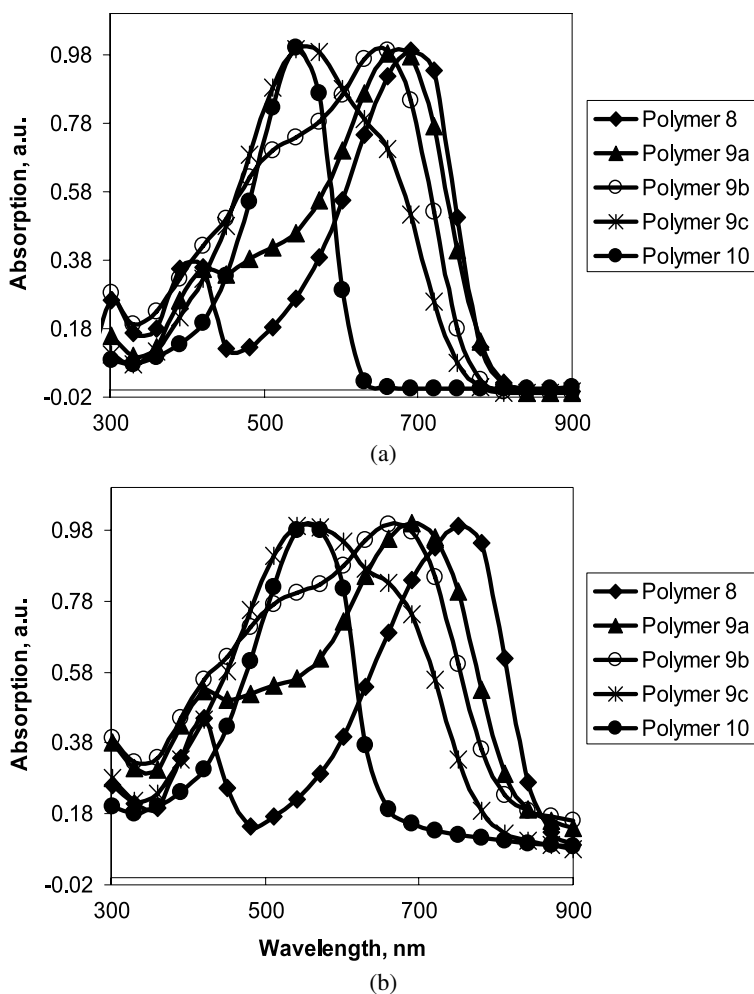 0.98
0.78
0.58
0.38
0.18
-0.02
Absorption, a.u.
300
500
700
900
Polymer 8
Polymer 9a
Polymer 9b
Polymer 9c
Polymer 10
(a)
0.98
0.78
0.58
0.38
0.18
-0.02
Absorption, a.u.
300
500
700
900
Wavelength, nm
Polymer 8
Polymer 9a
Polymer 9b
Polymer 9c
Polymer 10
(b)